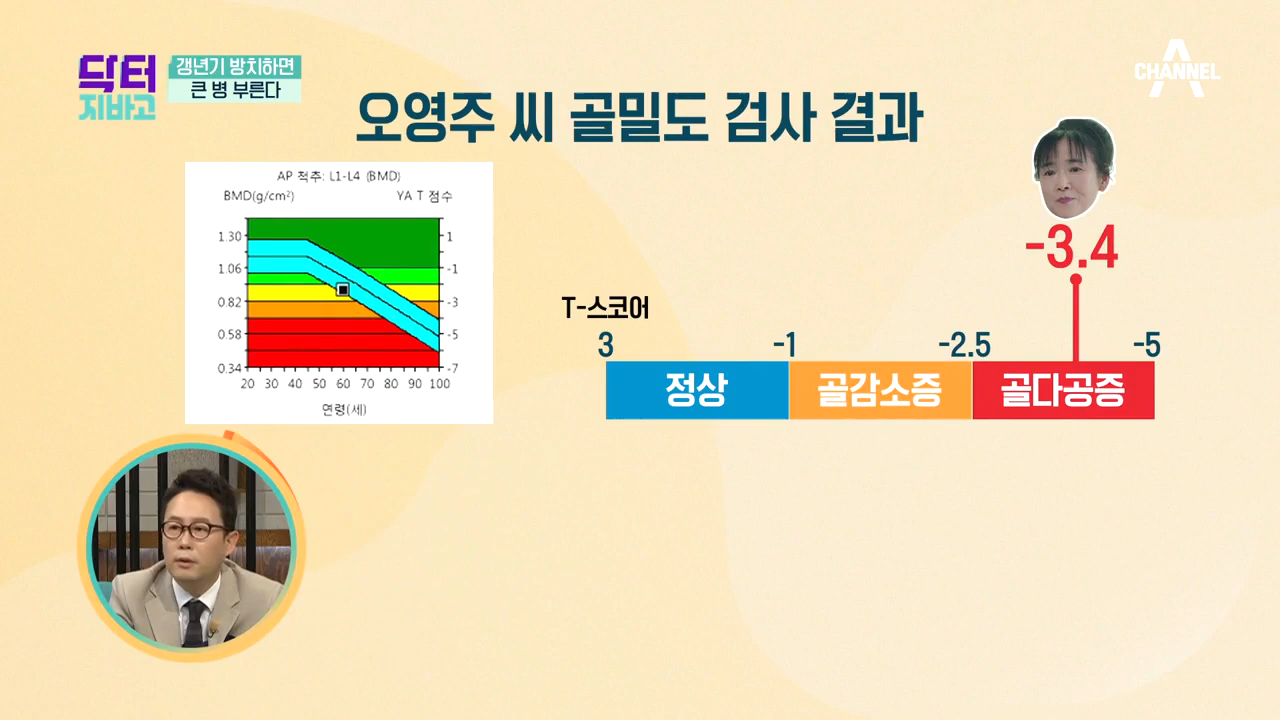 닥터
지바고
갱년기 방치하면
큰 병 부른다
CHANNEL A
오영주 씨 골밀도 검사 결과
AP 척추: L1-L4 (BMD)
BMD(g/cm²) YA T 점수
1.30 1
1.06 -1
0.82 -3
0.58 -5
0.34 -7
20 30 40 50 60 70 80 90 100
연령(세)
-3.4
T-스코어
3 -1 -2.5 -5
정상 골감소증 골다공증